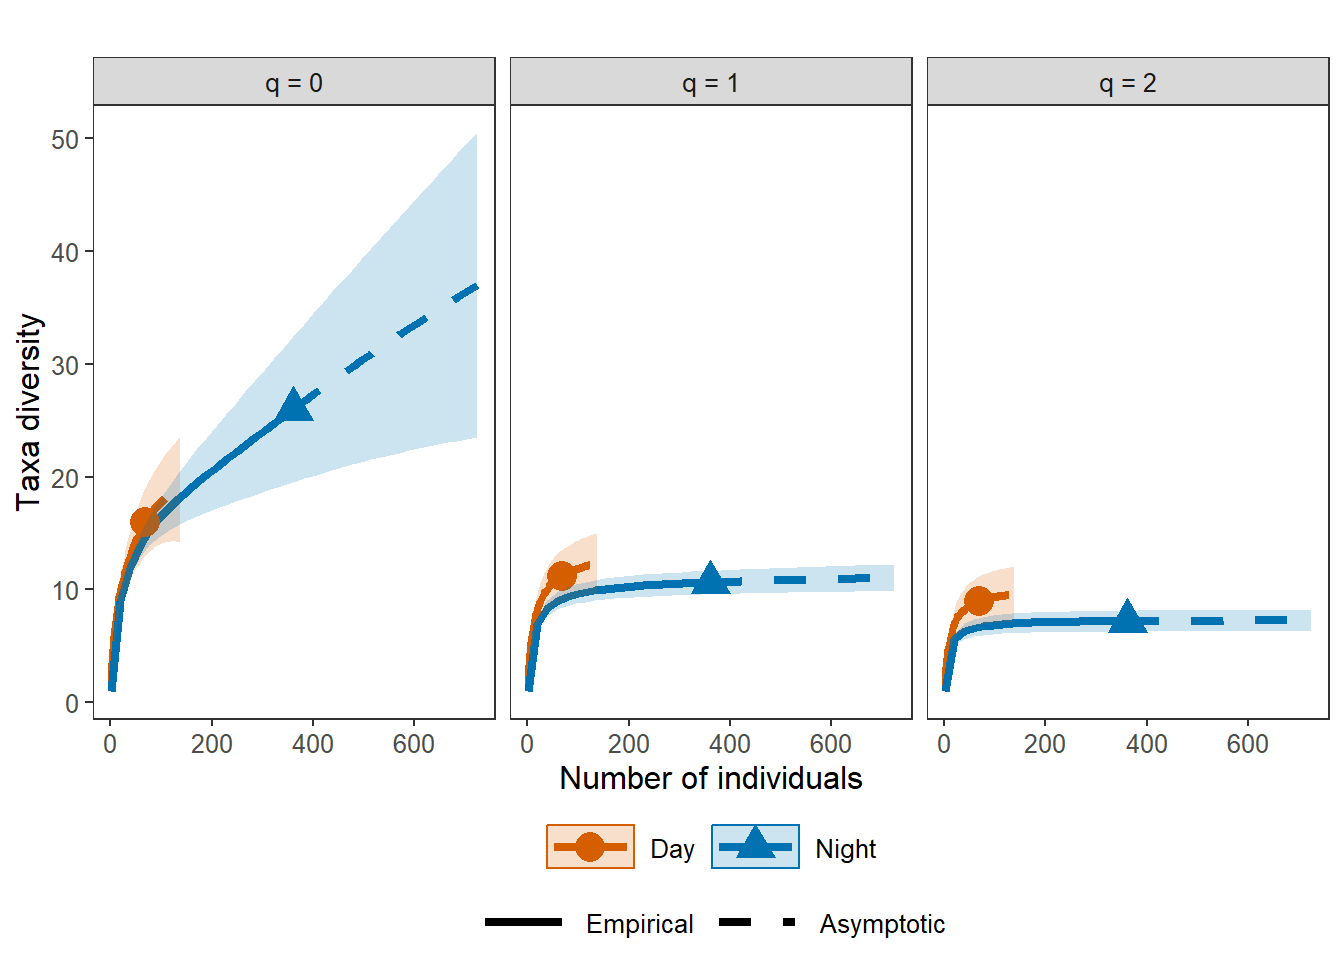 q = 0
q = 1
q = 2
Taxa diversity
50
40
30
20
10
0
0 200 400 600
0 200 400 600
0 200 400 600
Number of individuals
Day Night
Empirical Asymptotic